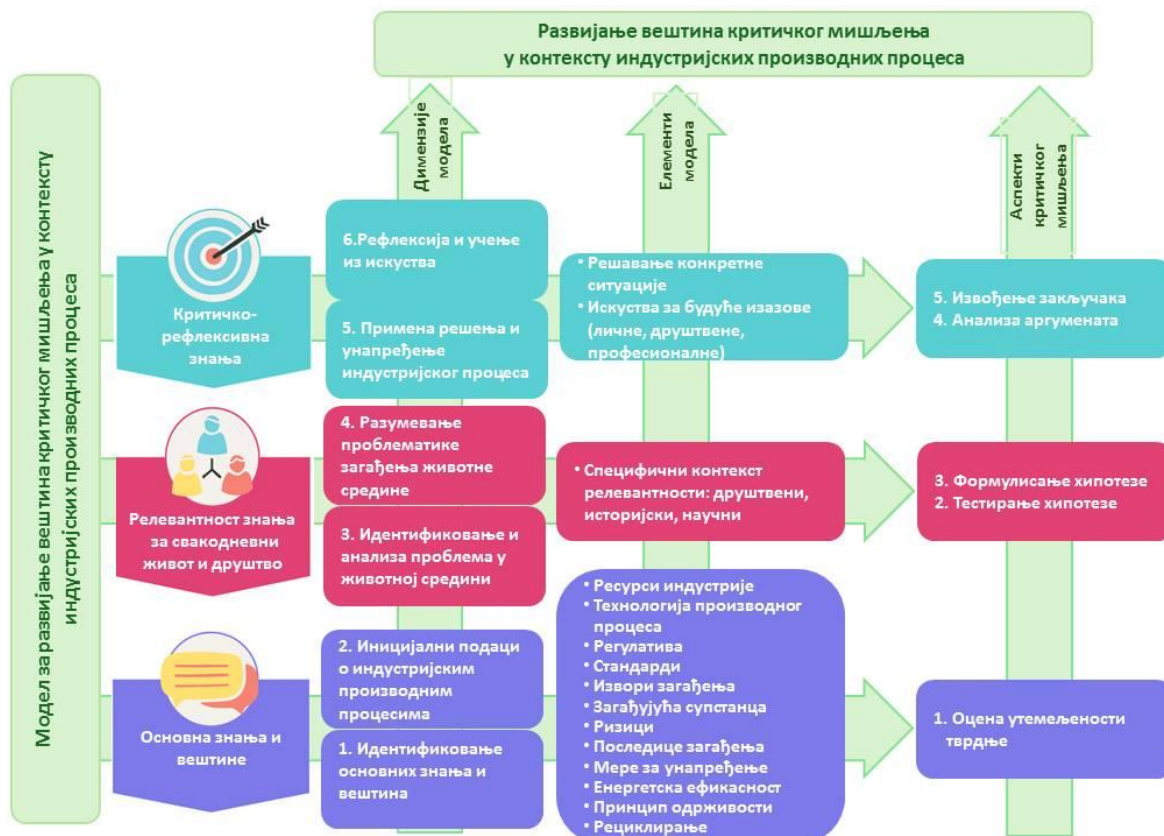 Развијање вештина критичког мишљења
у контексту индустријских производних процеса
Модел за развијање вештина критичког мишљења у контексту
индустријских производних процеса
Димензије
модела
Елементи
модела
Аспекти
критичког
мишљења
Критичко-
рефлексивна
знања
6.Рефлексија и учење
из искуства
5. Примена решења и
унапређење
индустријског процеса
• Решавање конкретне
ситуације
• Искуства за будуће изазове
(личне, друштвене,
професионалне)
5. Извођење закључака
4. Анализа аргумената
Релевантност знања
за свакодневни
живот и друштво
4. Разумевање
проблематике
загађења животне
средине
3. Идентификовање и
анализа проблема у
животној средини
• Специфични контекст
релевантности: друштвени,
историјски, научни
3. Формулисање хипотезе
2. Тестирање хипотезе
Основна знања и
вештине
2. Иницијални подаци
о индустријским
производним
процесима
1. Идентификовање
основних знања и
вештина
• Ресурси индустрије
• Технологија производног
процеса
• Регулатива
• Стандарди
• Извори загађења
• Загађујућа супстанца
• Ризици
• Последице загађења
• Мере за унапређење
• Енергетска ефикасност
• Принцип одрживости
• Рециклирање
1. Оцена утемељености
тврдње